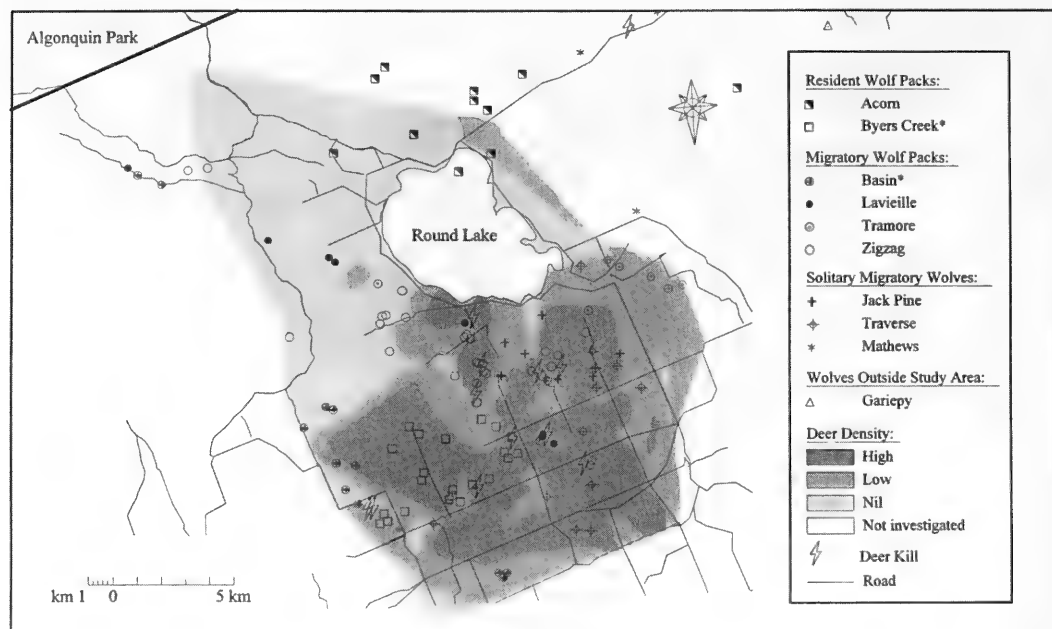 Algonquin Park
Round Lake
km 1 0 5 km
Resident Wolf Packs:
Acorn
Byers Creek*
Migratory Wolf Packs:
Basin*
Lavieille
Tramore
Zigzag
Solitary Migratory Wolves:
Jack Pine
Traverse
Mathews
Wolves Outside Study Area:
Gariepy
Deer Density:
High
Low
Nil
Not investigated
Deer Kill
Road